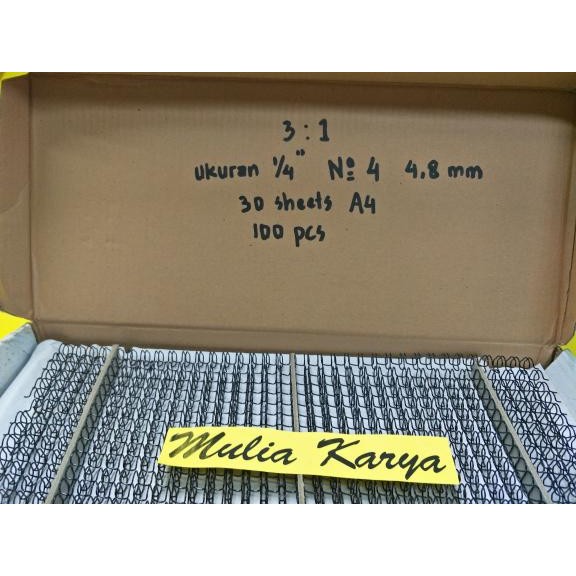 3 : 1
ukuran 1/4" № 4 4.8 mm
30 sheets A4
100 pcs
Mulia Karya